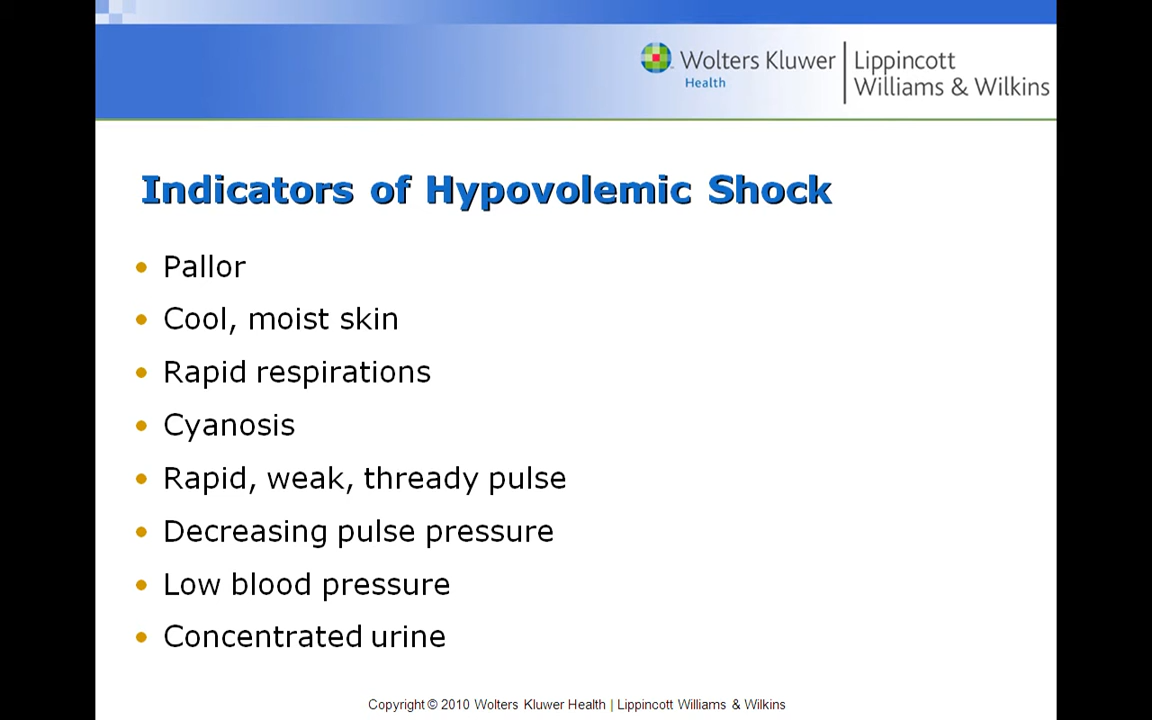 Wolters Kluwer
Health
Lippincott
Williams & Wilkins
Indicators of Hypovolemic Shock
• Pallor
• Cool, moist skin
• Rapid respirations
• Cyanosis
• Rapid, weak, thready pulse
• Decreasing pulse pressure
• Low blood pressure
• Concentrated urine
Copyright © 2010 Wolters Kluwer Health | Lippincott Williams & Wilkins